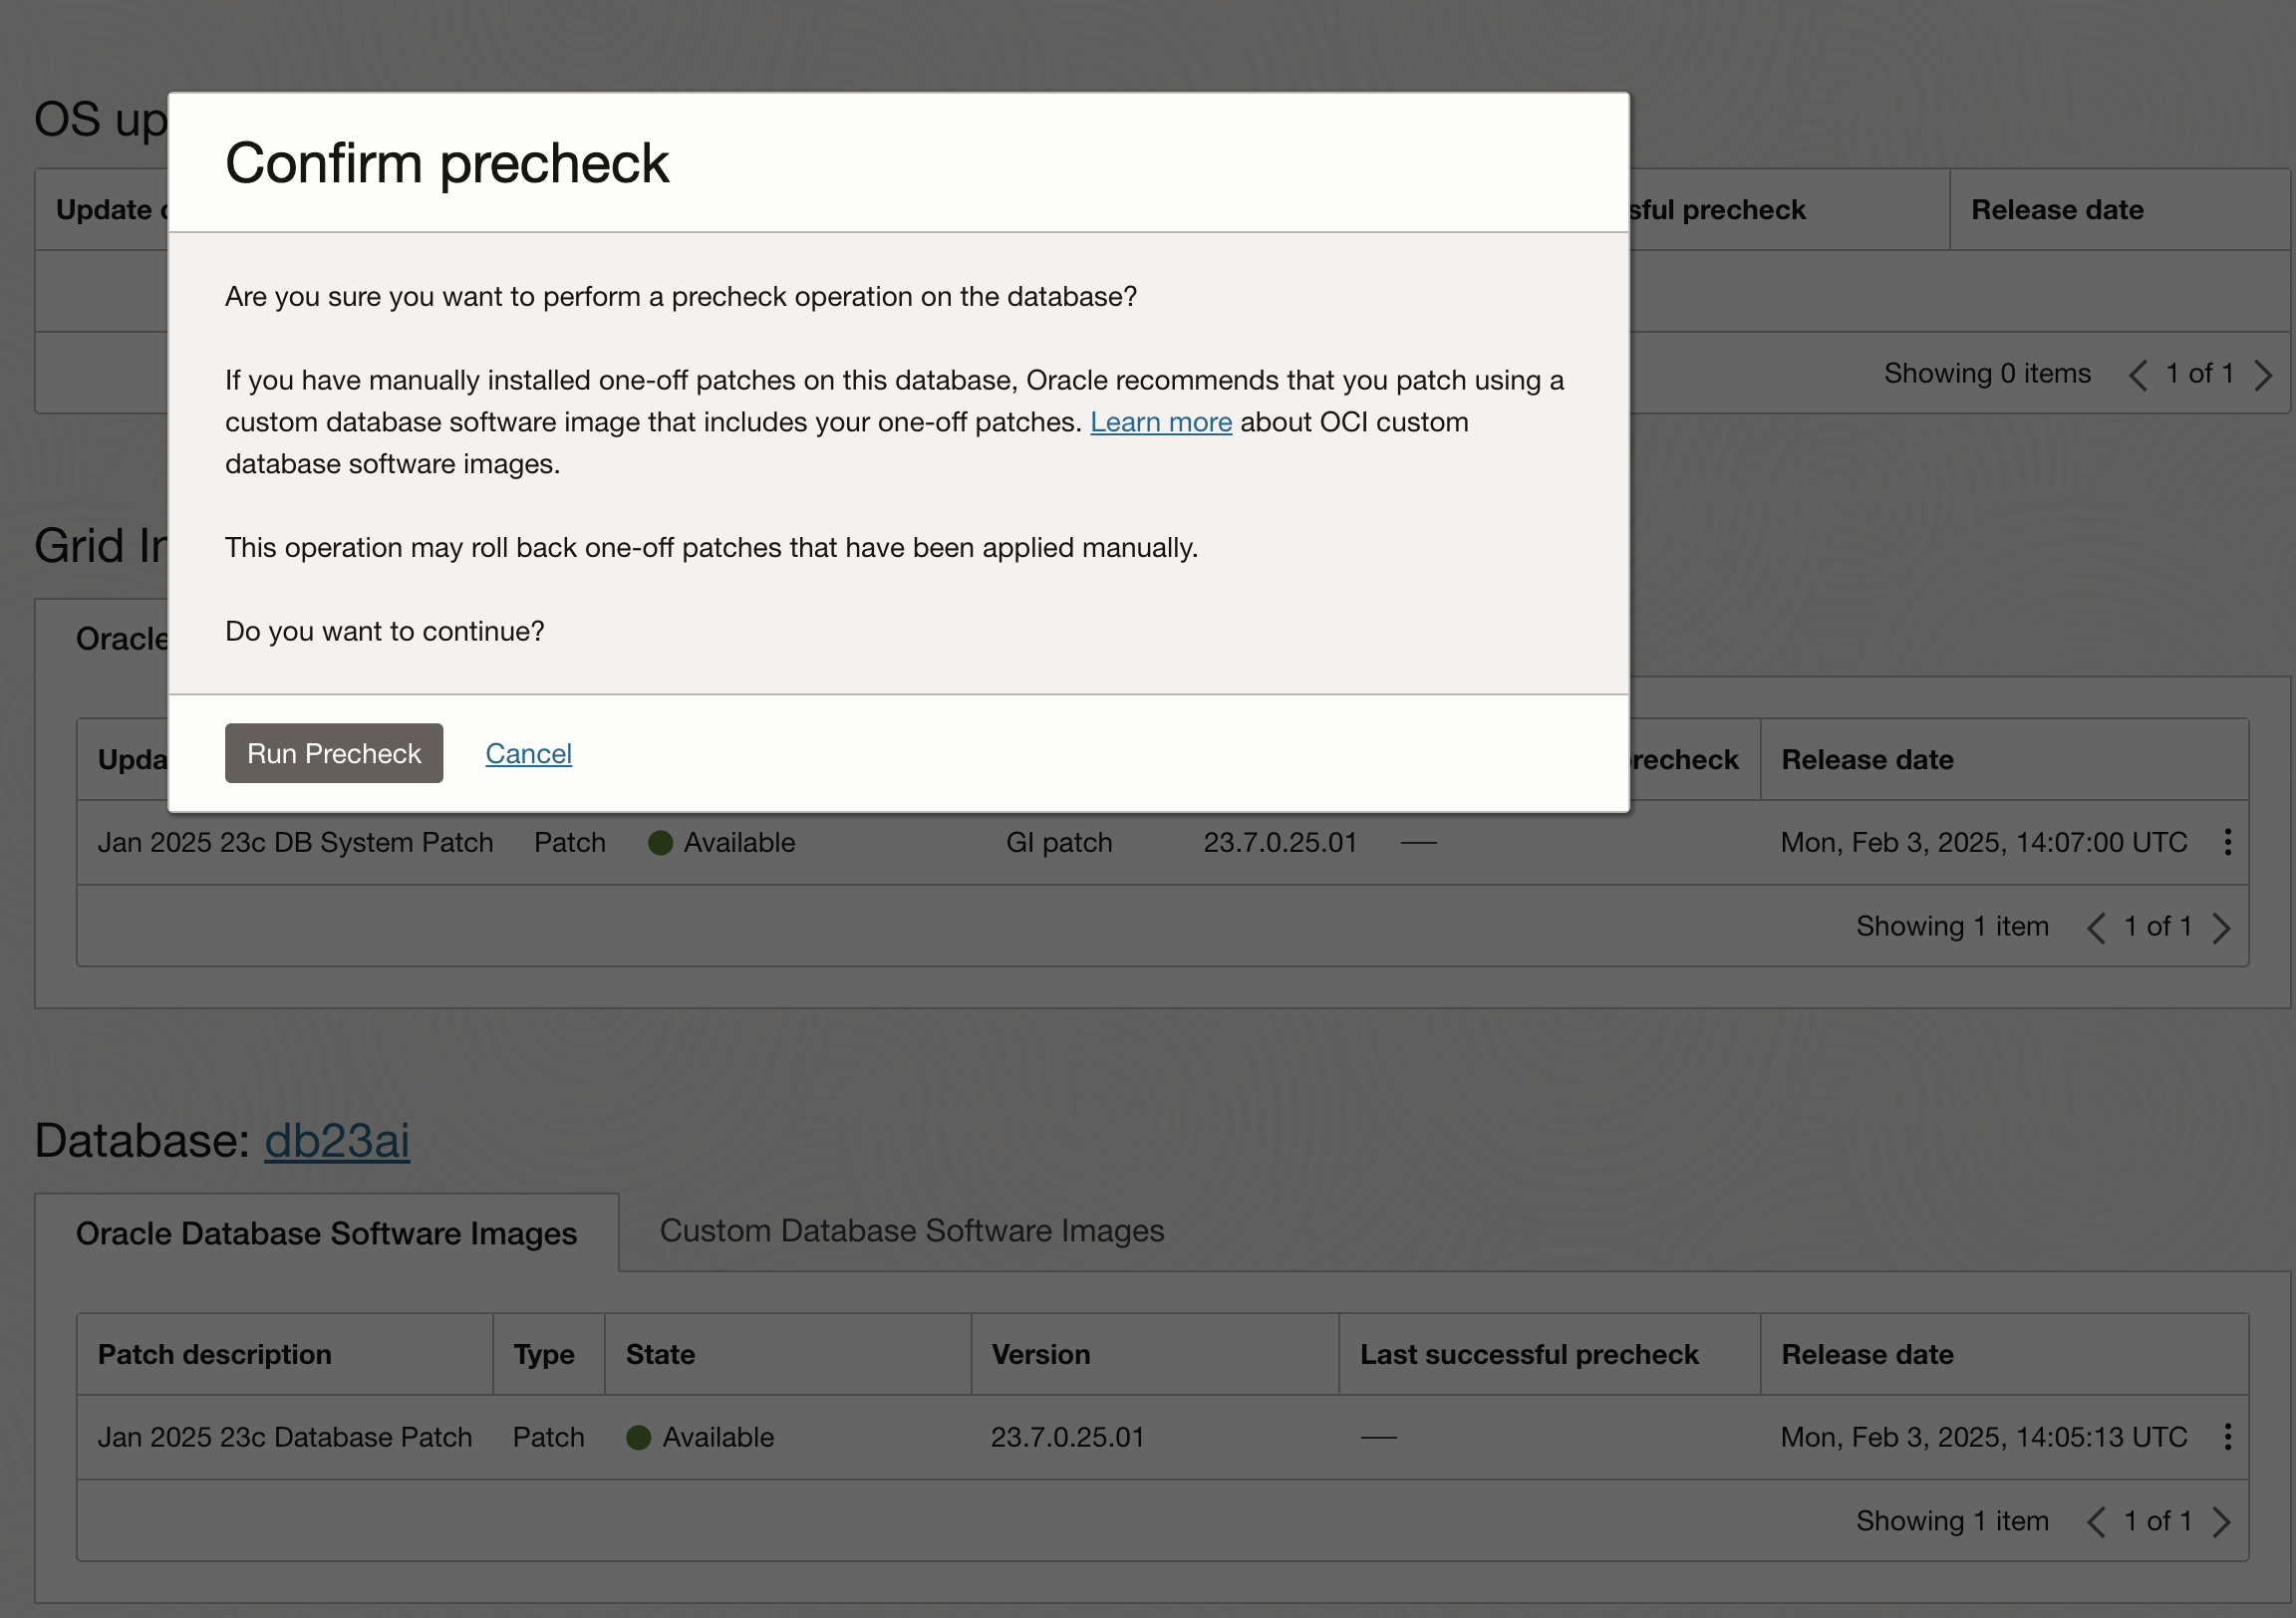 OS up
Confirm precheck
Update sful precheck Release date
Are you sure you want to perform a precheck operation on the database?
If you have manually installed one-off patches on this database, Oracle recommends that you patch using a
custom database software image that includes your one-off patches. Learn more about OCI custom
database software images.
Showing 0 items 1 of 1
Grid In
This operation may roll back one-off patches that have been applied manually.
Do you want to continue?
Oracle
Run Precheck Cancel
Upda recheck Release date
Jan 2025 23c DB System Patch Patch Available GI patch 23.7.0.25.01 — Mon, Feb 3, 2025, 14:07:00 UTC
Showing 1 item 1 of 1
Database: db23ai
Oracle Database Software Images Custom Database Software Images
Patch description Type State Version Last successful precheck Release date
Jan 2025 23c Database Patch Patch Available 23.7.0.25.01 — Mon, Feb 3, 2025, 14:05:13 UTC
Showing 1 item 1 of 1